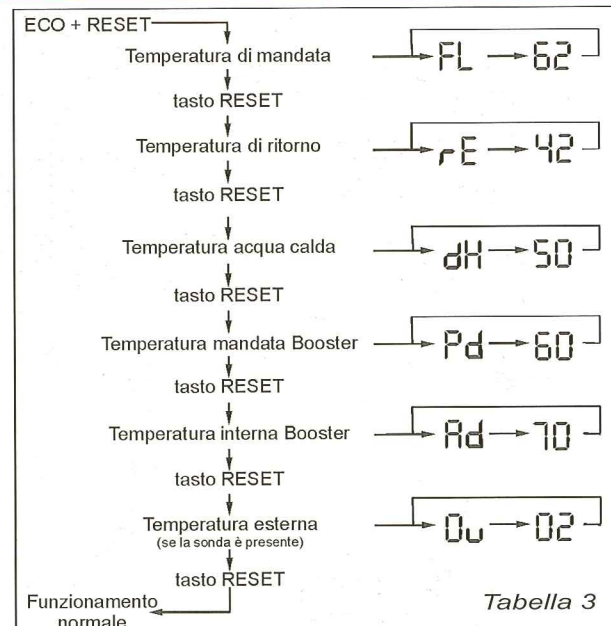 ECO + RESET
Temperatura di mandata FL 62
tasto RESET
Temperatura di ritorno rE 42
tasto RESET
Temperatura acqua calda dH 50
tasto RESET
Temperatura mandata Booster Pd 60
tasto RESET
Temperatura interna Booster Ad 70
tasto RESET
Temperatura esterna 0u 02
(se la sonda è presente)
tasto RESET
Funzionamento
normale
Tabella 3